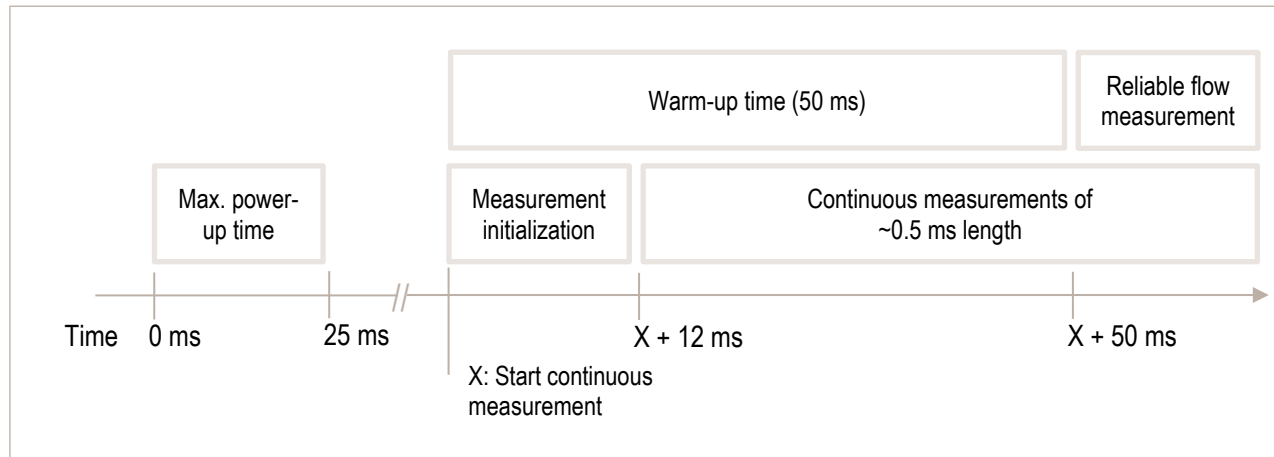 Warm-up time (50 ms)
Reliable flow
measurement
Max. power-
up time
Measurement
initialization
Continuous measurements of
~0.5 ms length
Time
0 ms
25 ms
X + 12 ms
X + 50 ms
X: Start continuous
measurement